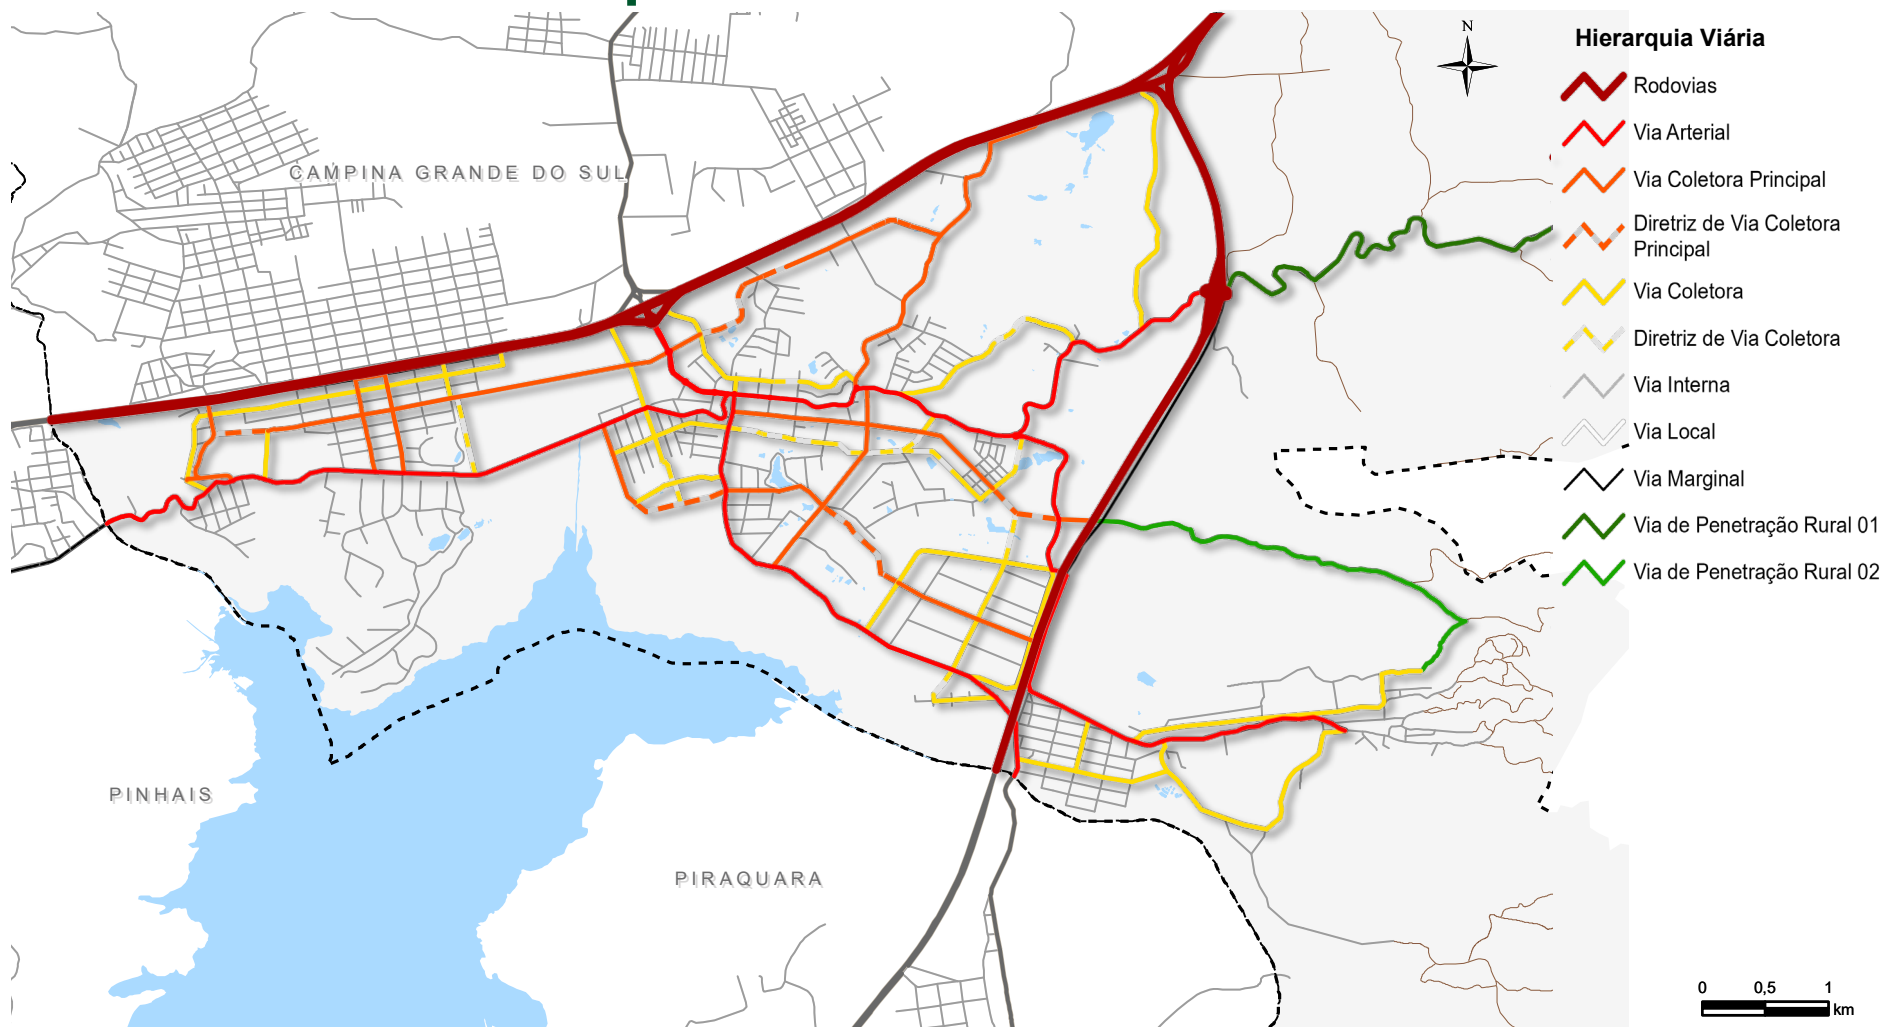 N
Hierarquia Viária
Rodovias
Via Arterial
Via Coletora Principal
Diretriz de Via Coletora
Principal
Via Coletora
Diretriz de Via Coletora
Via Interna
Via Local
Via Marginal
Via de Penetração Rural 01
Via de Penetração Rural 02
CAMPINA GRANDE DO SUL
PINHAIS
PIRAQUARA
0 0,5 1
km